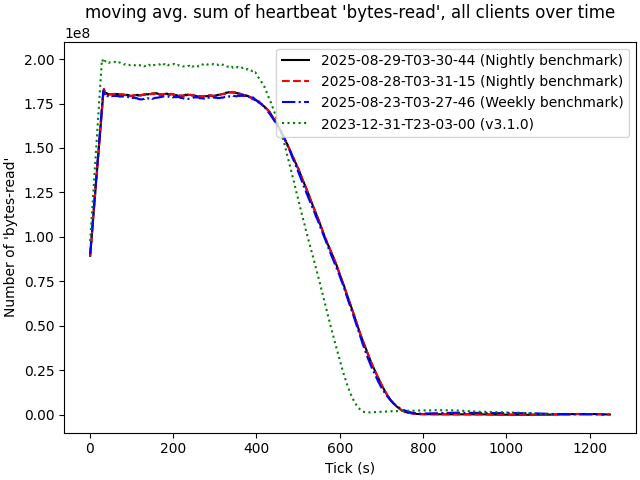 moving avg. sum of heartbeat 'bytes-read', all clients over time
1e8
2025-08-29-T03-30-44 (Nightly benchmark)
2025-08-28-T03-31-15 (Nightly benchmark)
2025-08-23-T03-27-46 (Weekly benchmark)
2023-12-31-T23-03-00 (v3.1.0)
2.00
1.75
1.50
1.25
1.00
0.75
0.50
0.25
0.00
Number of 'bytes-read'
0 200 400 600 800 1000 1200
Tick (s)